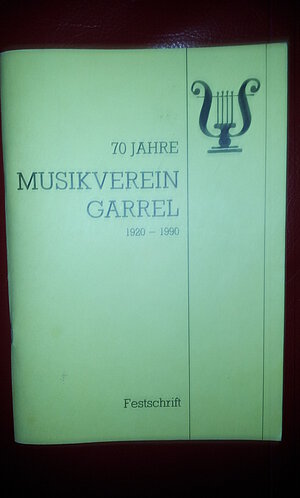 70 JAHRE
MUSIKVEREIN
GARREL
1920 - 1990
Festschrift